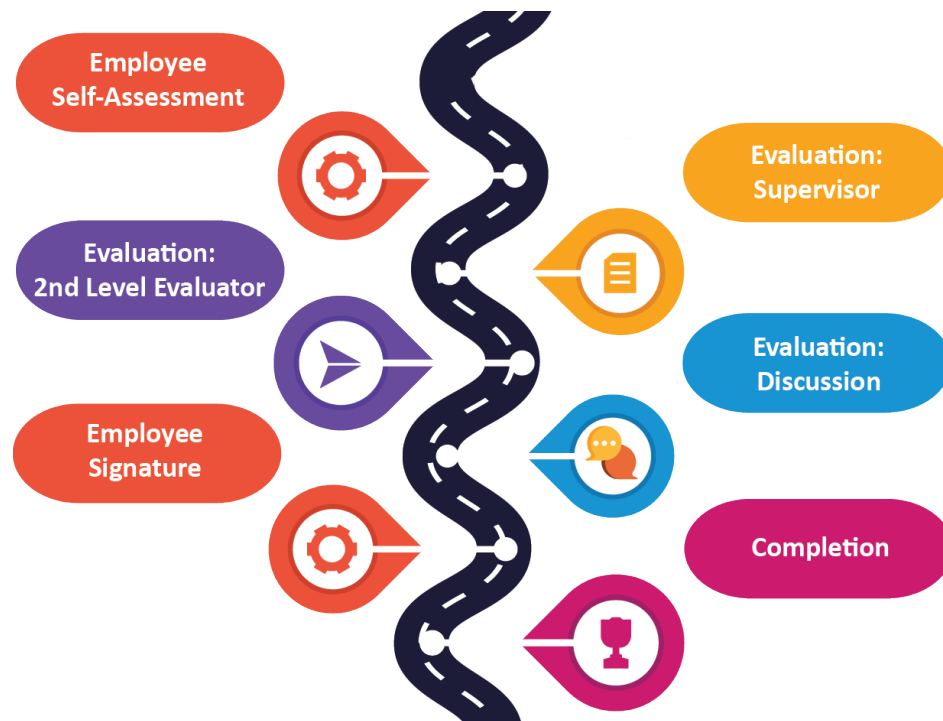 Employee
Self-Assessment
Evaluation:
Supervisor
Evaluation:
2nd Level Evaluator
Evaluation:
Discussion
Employee
Signature
Completion